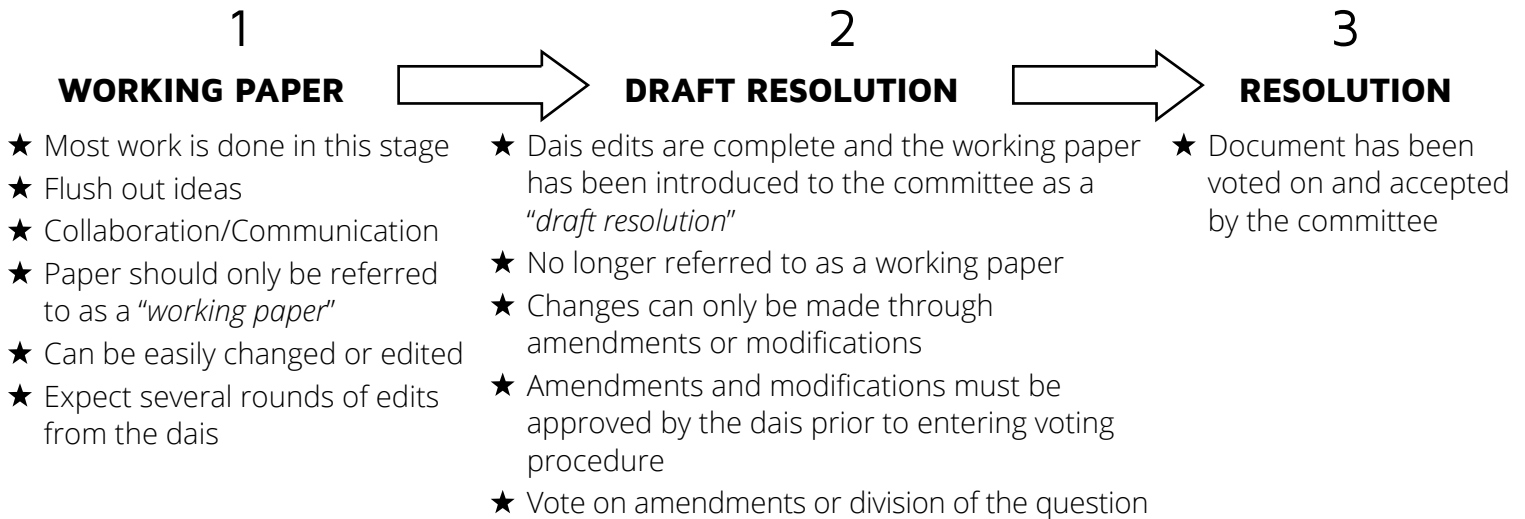 1
WORKING PAPER
★ Most work is done in this stage
★ Flush out ideas
★ Collaboration/Communication
★ Paper should only be referred
to as a “working paper”
★ Can be easily changed or edited
★ Expect several rounds of edits
from the dais
2
DRAFT RESOLUTION
★ Dais edits are complete and the working paper
has been introduced to the committee as a
“draft resolution”
★ No longer referred to as a working paper
★ Changes can only be made through
amendments or modifications
★ Amendments and modifications must be
approved by the dais prior to entering voting
procedure
★ Vote on amendments or division of the question
3
RESOLUTION
★ Document has been
voted on and accepted
by the committee